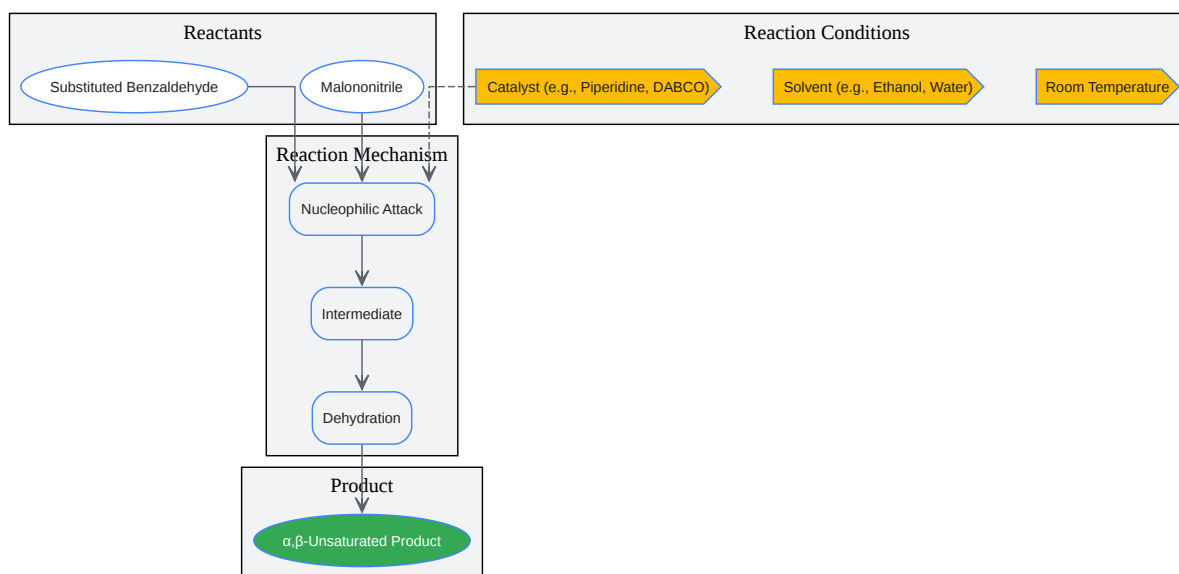 Reactants
Reaction Conditions
Substituted Benzaldehyde
Malononitrile
Catalyst (e.g., Piperidine, DABCO)
Solvent (e.g., Ethanol, Water)
Room Temperature
Reaction Mechanism
Nucleophilic Attack
Intermediate
Dehydration
Product
α,β-Unsaturated Product